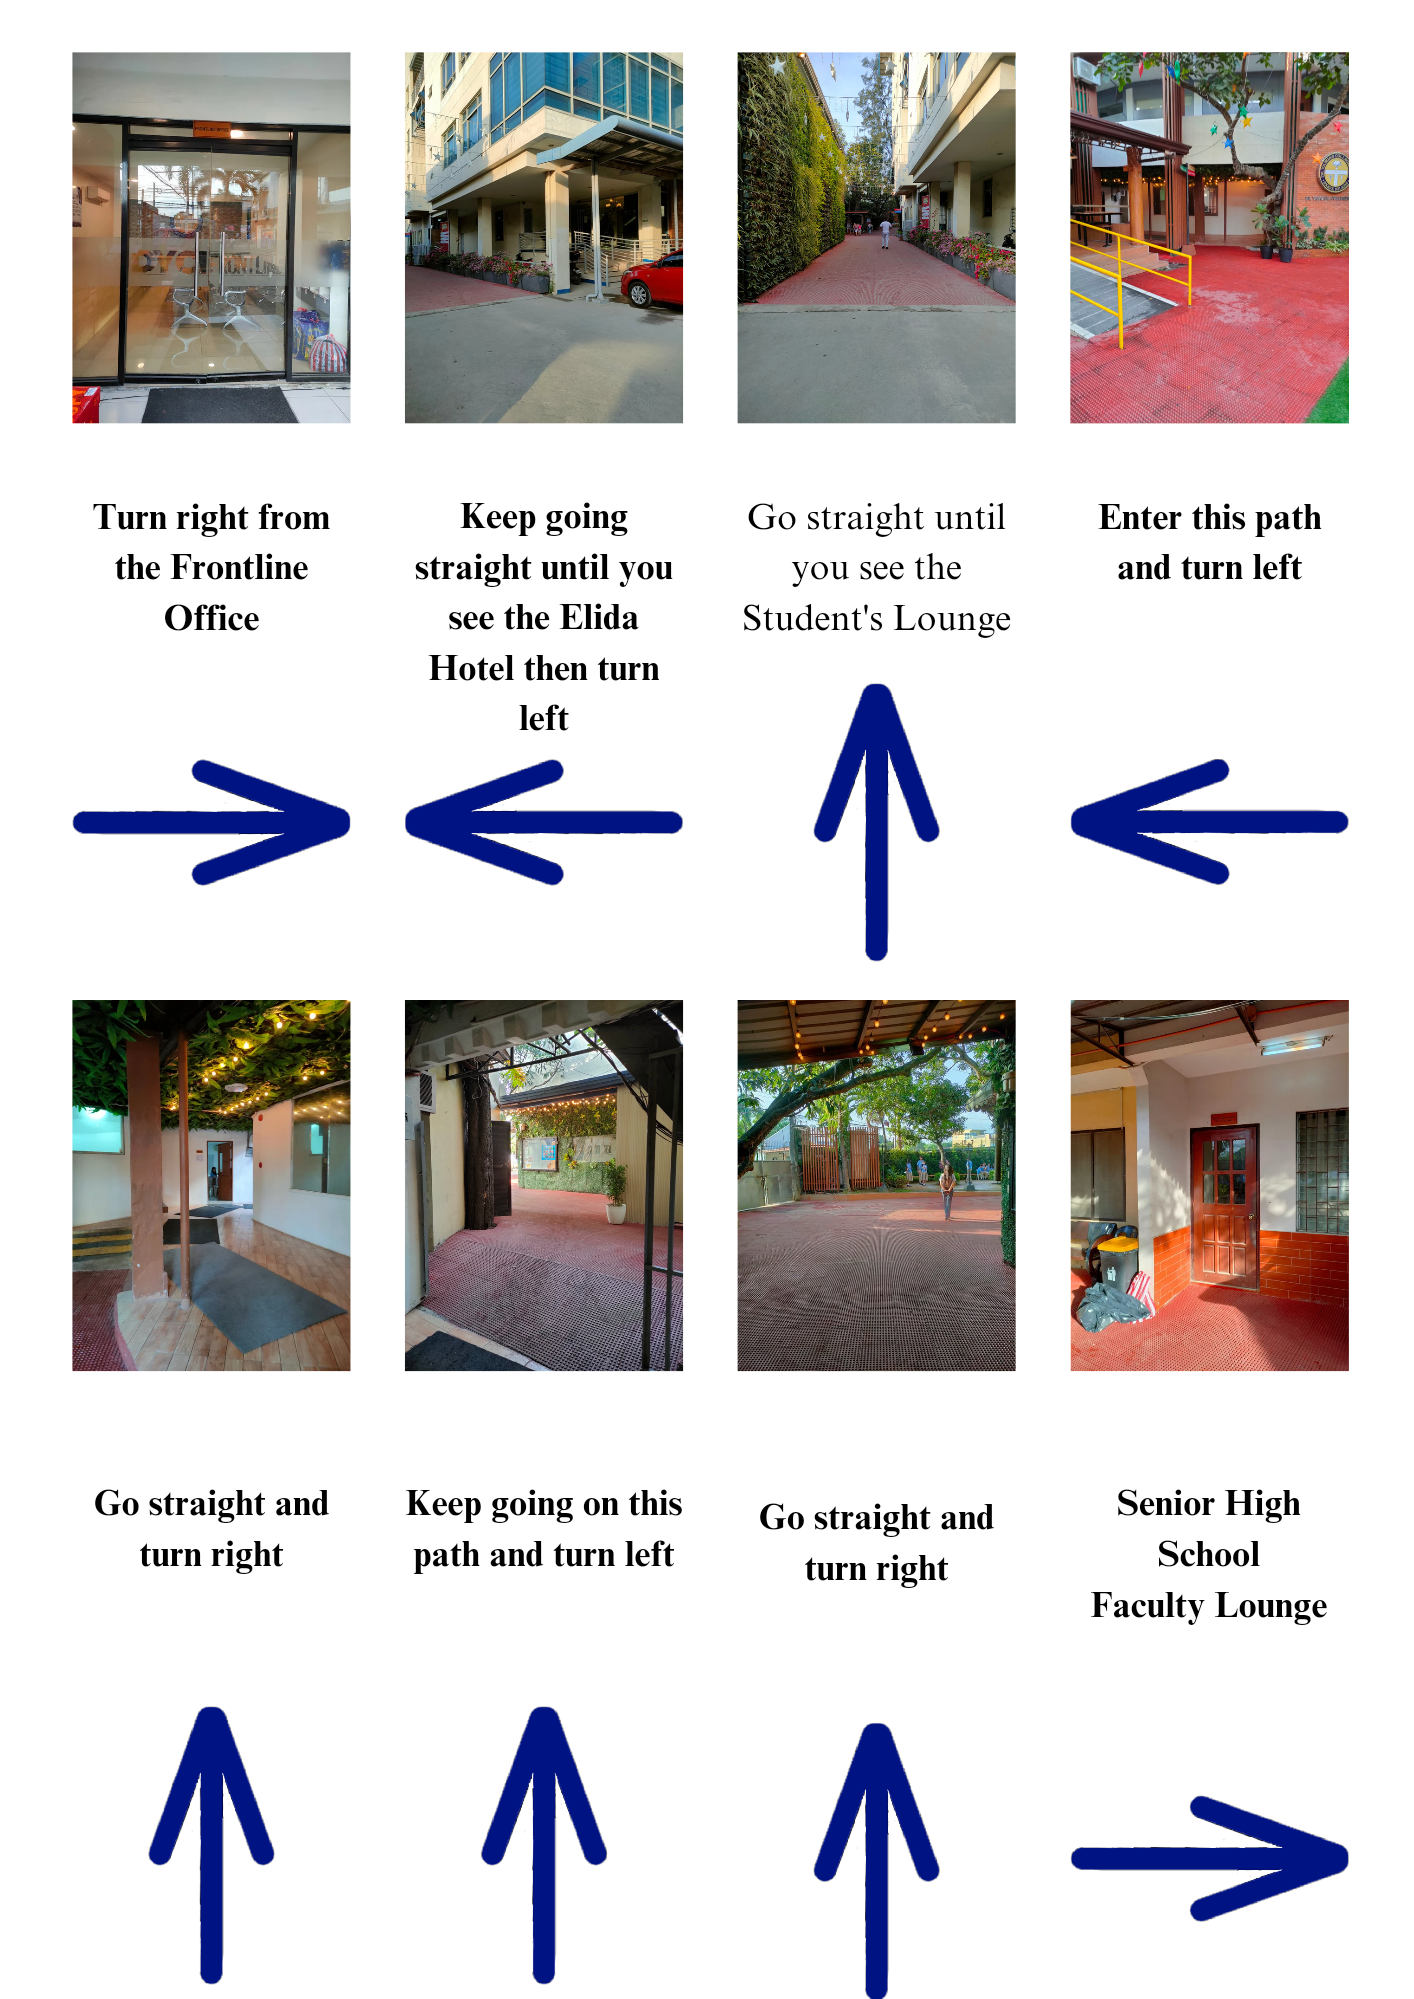 Turn right from
the Frontline
Office
Keep going
straight until you
see the Elida
Hotel then turn
left
Go straight until
you see the
Student's Lounge
Enter this path
and turn left
Go straight and
turn right
Keep going on this
path and turn left
Go straight and
turn right
Senior High
School
Faculty Lounge